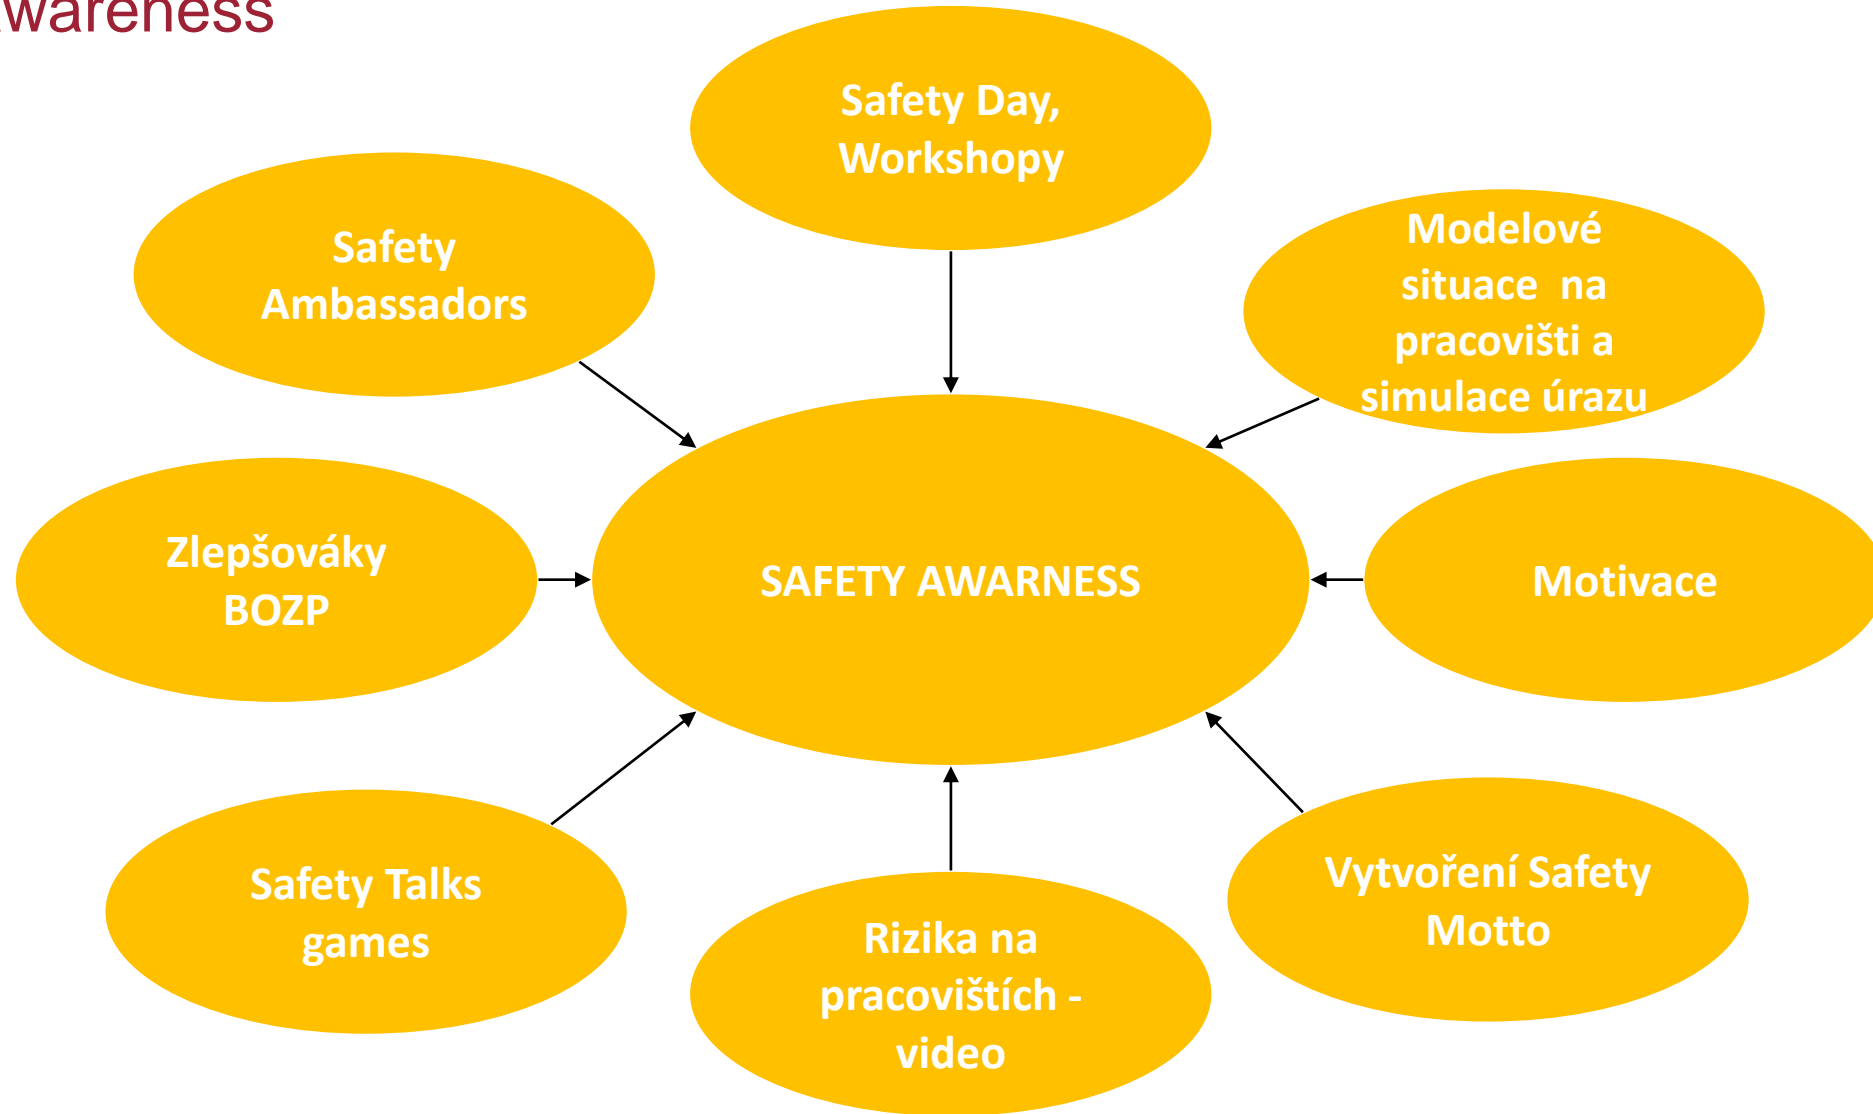 wareness
Safety Day,
Workshopy
Safety
Ambassadors
Modelové
situace na
pracovišti a
simulace úrazu
Zlepšováky
BOZP
SAFETY AWARNESS
Motivace
Safety Talks
games
Rizika na
pracovištích -
video
Vytvoření Safety
Motto